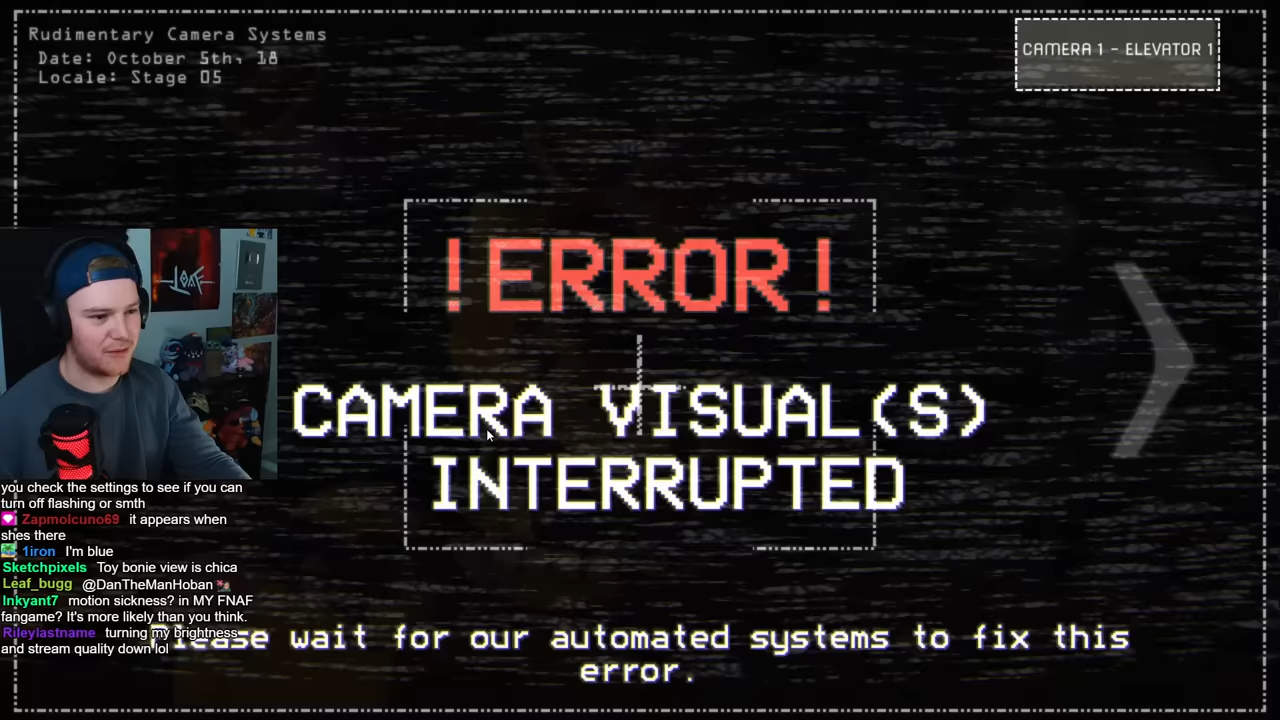 Rudimentary Camera Systems
Date: October 5th, 18
Locale: Stage 05
CAMERA 1 - ELEVATOR 1
!ERROR!
CAMERA VISUAL(S)
INTERRUPTED
Please wait for our automated systems to fix this
error.
you check the settings to see if you can
turn off flashing or smth
Zapmolcuno69 it appears when
shes there
1iron I'm blue
Sketchpixels Toy bonie view is chica
Leaf_bugg @DanTheManHoban
Inkyant7 motion sickness? in MY FNAF
fangame? It's more likely than you think.
Rileylastname turning my brightness
and stream quality down lol